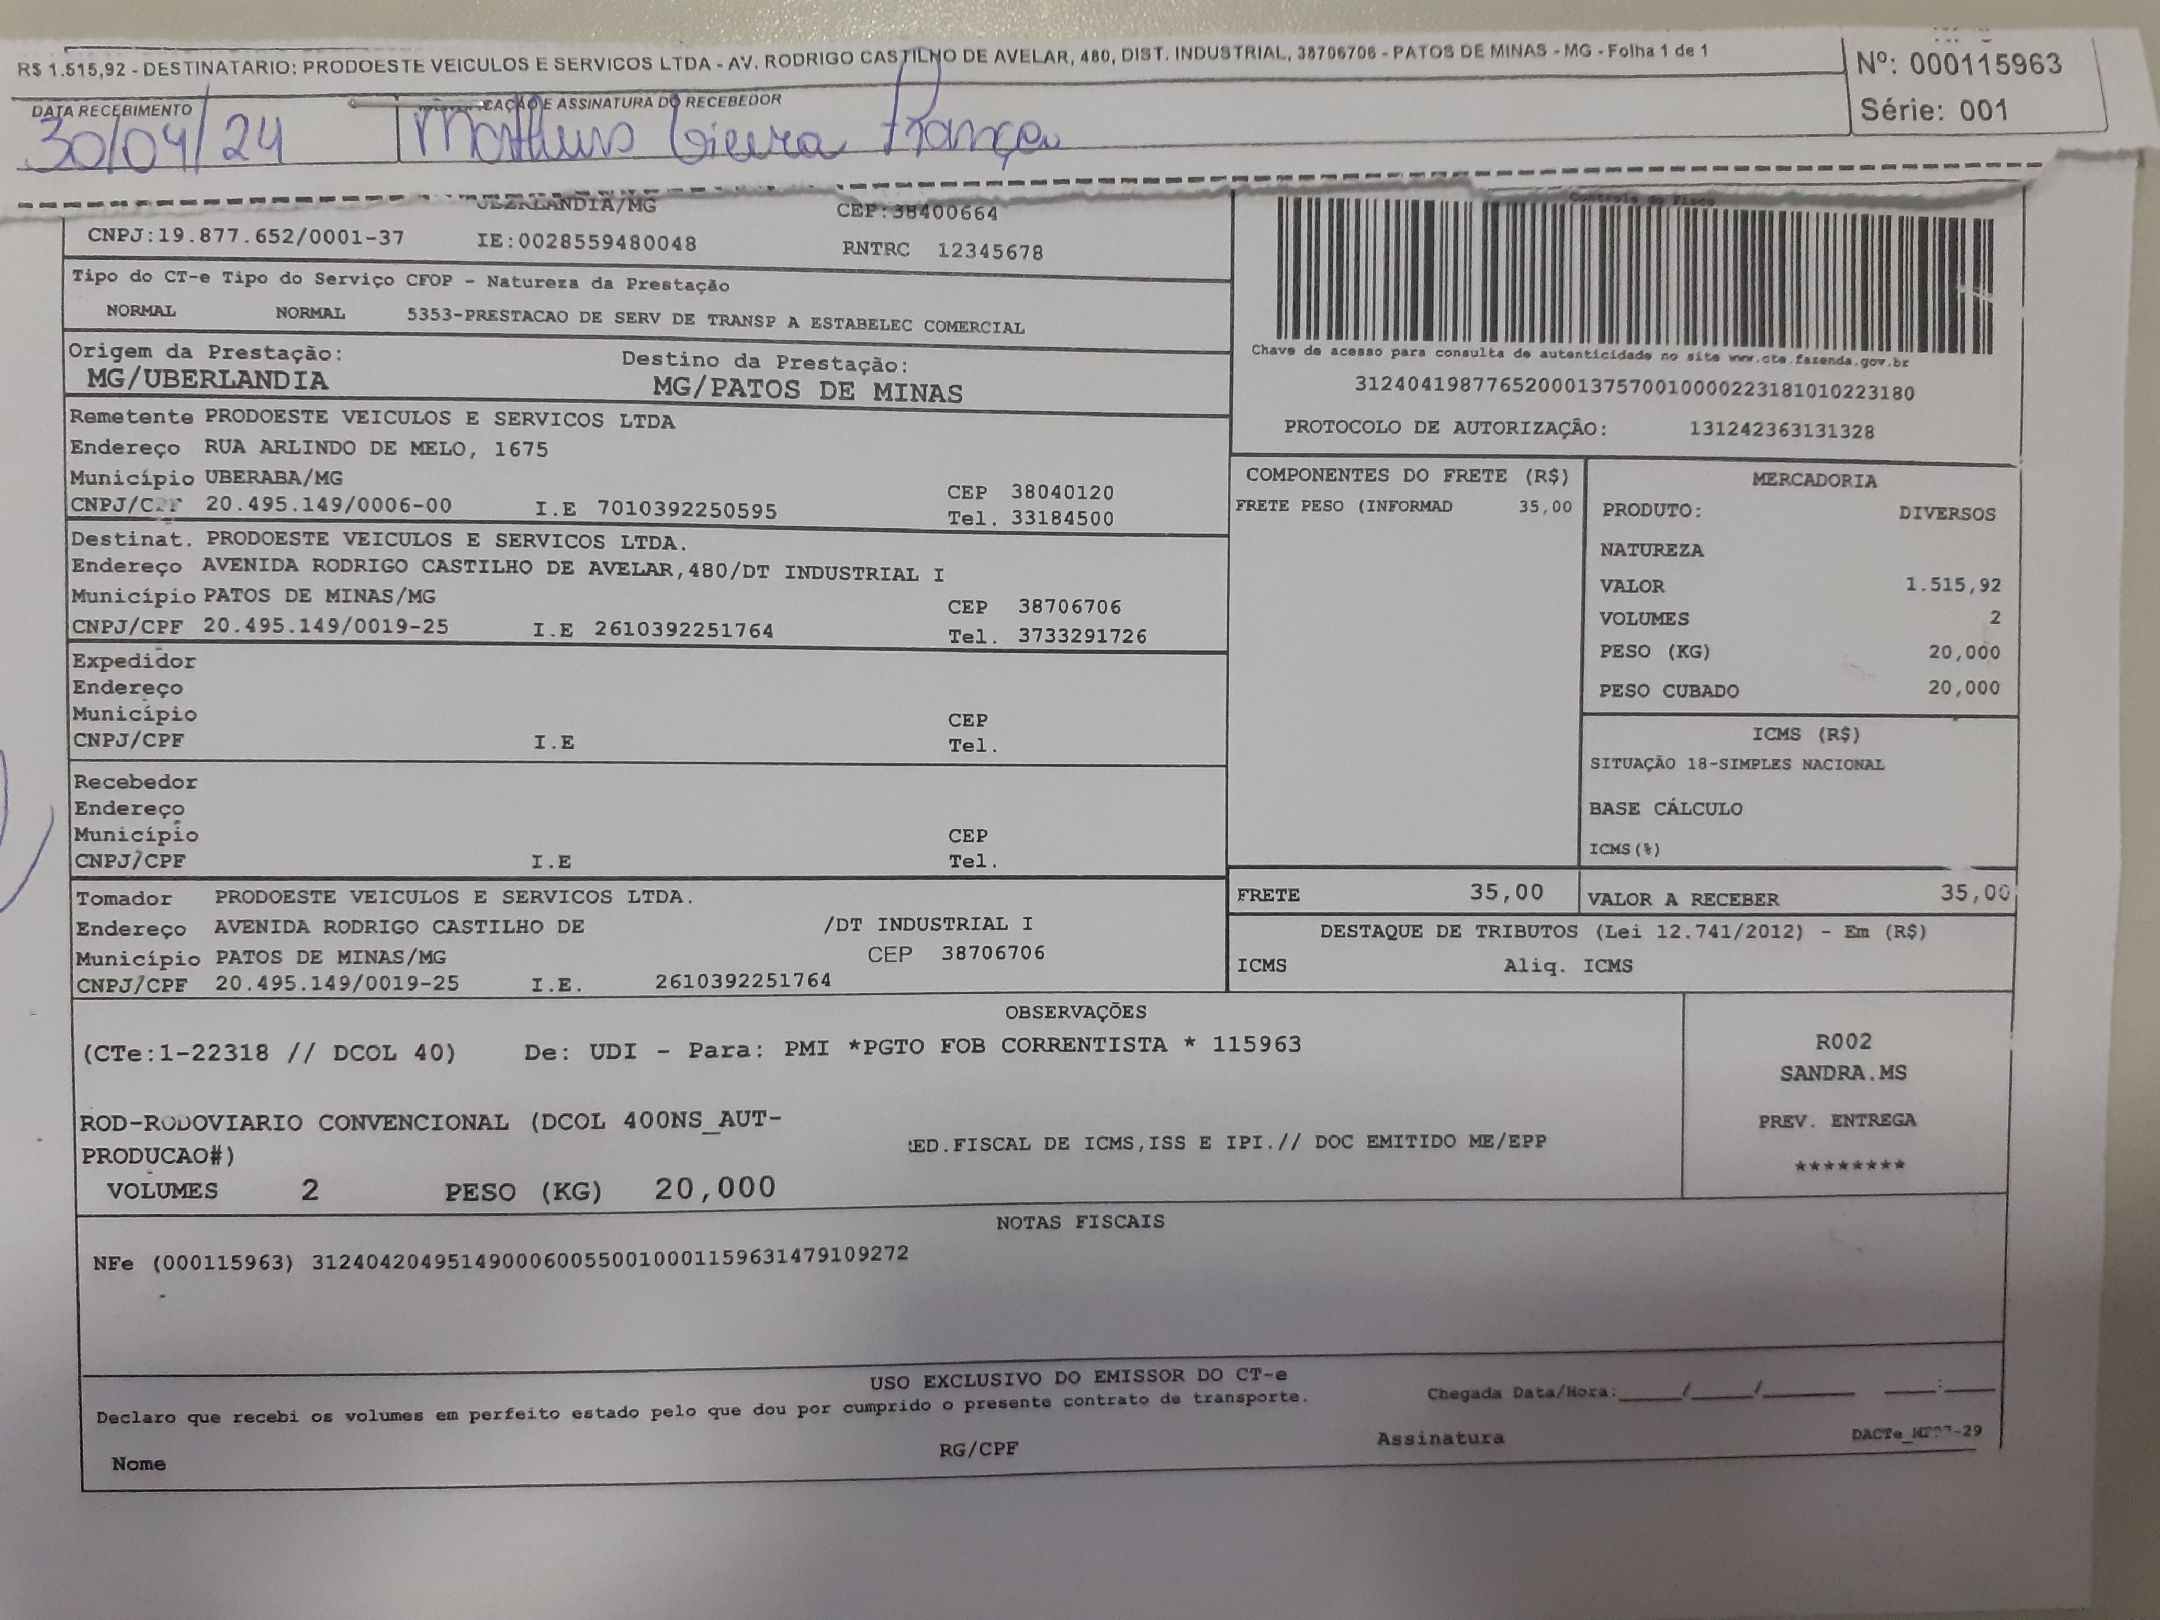 R$ 1.515,92 - DESTINATARIO: PRODOESTE VEICULOS E SERVICOS LTDA - AV. RODRIGO CASTILHO DE AVELAR, 480, DIST. INDUSTRIAL, 38706706 - PATOS DE MINAS - MG - Folha 1 de 1
Nº: 000115963
Série: 001
DATA RECEBIMENTO
E ASSINATURA DO RECEBEDOR
30/04/24 Matheus Vieira França
UBERLANDIA/MG CEP:38400664
CNPJ:19.877.652/0001-37 IE:0028559480048 RNTRC 12345678
Controle do Fisco
Tipo do CT-e Tipo do Serviço CFOP - Natureza da Prestação
NORMAL NORMAL 5353-PRESTACAO DE SERV DE TRANSP A ESTABELEC COMERCIAL
Origem da Prestação: Destino da Prestação:
MG/UBERLANDIA MG/PATOS DE MINAS
Chave de acesso para consulta de autenticidade no site www.cte.fazenda.gov.br
31240419877652000137570010000223181010223180
PROTOCOLO DE AUTORIZAÇÃO: 131242363131328
Remetente PRODOESTE VEICULOS E SERVICOS LTDA
Endereço RUA ARLINDO DE MELO, 1675
Município UBERABA/MG CEP 38040120
CNPJ/CPF 20.495.149/0006-00 I.E 7010392250595 Tel. 33184500
Destinat. PRODOESTE VEICULOS E SERVICOS LTDA.
Endereço AVENIDA RODRIGO CASTILHO DE AVELAR,480/DT INDUSTRIAL I
Município PATOS DE MINAS/MG CEP 38706706
CNPJ/CPF 20.495.149/0019-25 I.E 2610392251764 Tel. 3733291726
Expedidor
Endereço
Município CEP
CNPJ/CPF I.E Tel.
Recebedor
Endereço
Município CEP
CNPJ/CPF I.E Tel.
Tomador PRODOESTE VEICULOS E SERVICOS LTDA.
Endereço AVENIDA RODRIGO CASTILHO DE /DT INDUSTRIAL I
Município PATOS DE MINAS/MG CEP 38706706
CNPJ/CPF 20.495.149/0019-25 I.E. 2610392251764
COMPONENTES DO FRETE (R$)
FRETE PESO (INFORMAD 35,00
MERCADORIA
PRODUTO: DIVERSOS
NATUREZA
VALOR 1.515,92
VOLUMES 2
PESO (KG) 20,000
PESO CUBADO 20,000
ICMS (R$)
SITUAÇÃO 18-SIMPLES NACIONAL
BASE CÁLCULO
ICMS(%)
FRETE 35,00 VALOR A RECEBER 35,00
DESTAQUE DE TRIBUTOS (Lei 12.741/2012) - Em (R$)
ICMS Aliq. ICMS
OBSERVAÇÕES
(CTe:1-22318 // DCOL 40) De: UDI - Para: PMI *PGTO FOB CORRENTISTA * 115963
ROD-RODOVIARIO CONVENCIONAL (DCOL 400NS_AUT-
PRODUCAO#) ED.FISCAL DE ICMS,ISS E IPI.// DOC EMITIDO ME/EPP
VOLUMES 2 PESO (KG) 20,000
R002
SANDRA.MS
PREV. ENTREGA
********
NOTAS FISCAIS
NFe (000115963) 31240420495149000600550010001159631479109272
USO EXCLUSIVO DO EMISSOR DO CT-e
Declaro que recebi os volumes em perfeito estado pelo que dou por cumprido o presente contrato de transporte.
Chegada Data/Hora:_____/_____/_______ ____:____
Nome RG/CPF Assinatura